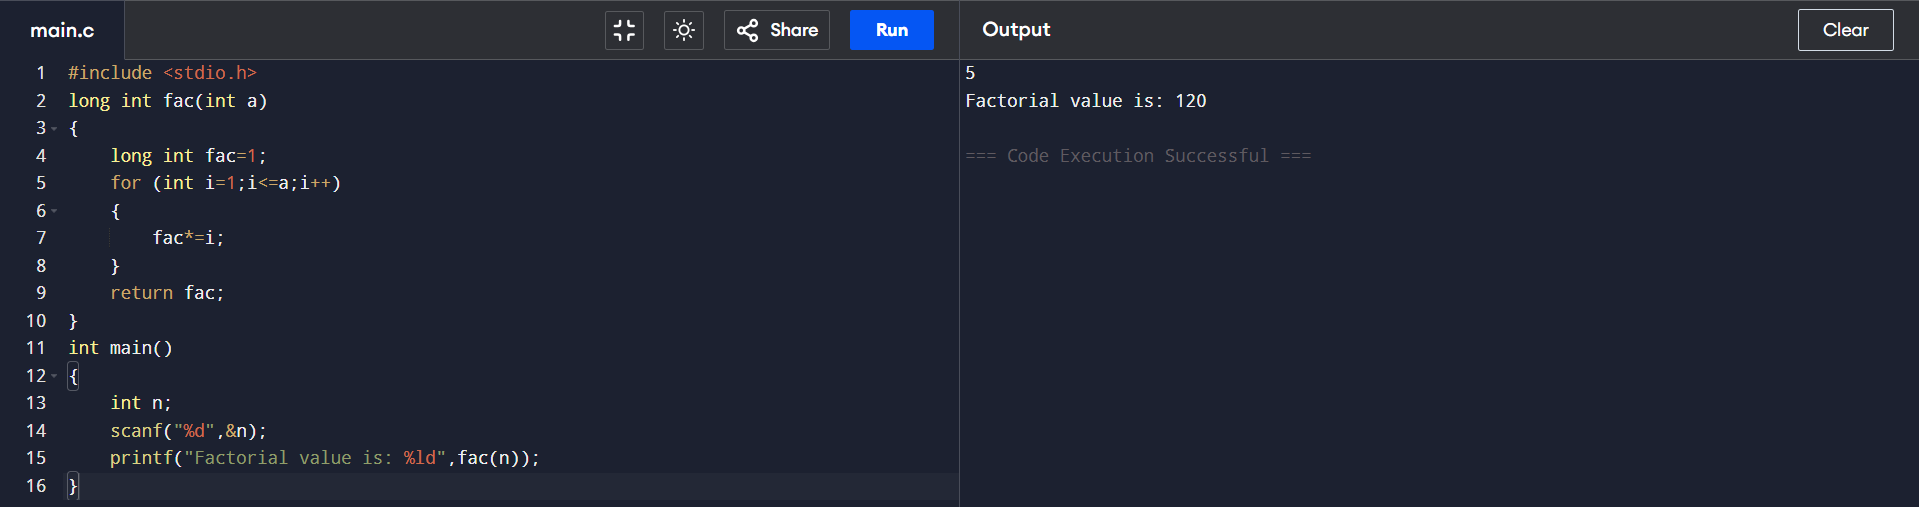 main.c Share Run
1 #include <stdio.h>
2 long int fac(int a)
3 {
4     long int fac=1;
5     for (int i=1;i<=a;i++)
6     {
7         fac*=i;
8     }
9     return fac;
10 }
11 int main()
12 {
13     int n;
14     scanf("%d",&n);
15     printf("Factorial value is: %ld",fac(n));
16 }
Output Clear
5
Factorial value is: 120
=== Code Execution Successful ===